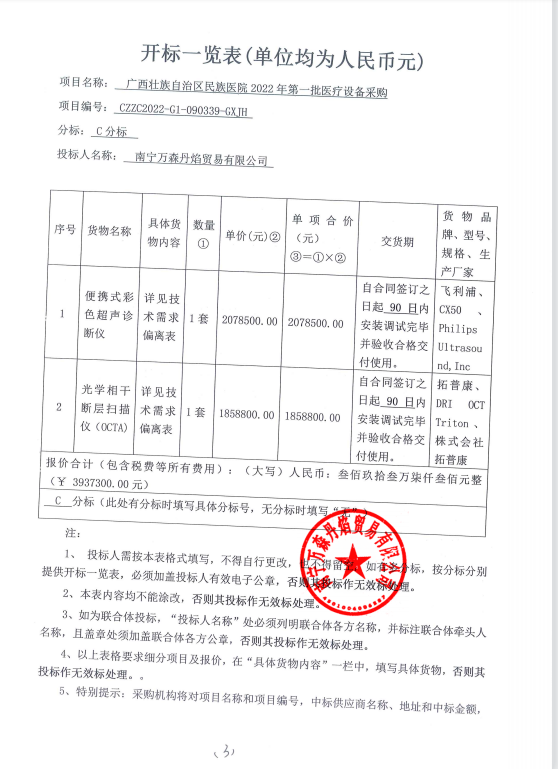 开标一览表(单位均为人民币元)
项目名称： 广西壮族自治区民族医院 2022 年第一批医疗设备采购
项目编号： CZZC2022-G1-090339-GXJH
分标： C 分标
投标人名称： 南宁万森丹焰贸易有限公司
序号 货物名称 具体货物内容 数量① 单价(元)② 单项合价（元）③＝①×② 交货期 货物品牌、型号、规格、生产厂家
1 便携式彩色超声诊断仪 详见技术需求偏离表 1 套 2078500.00 2078500.00 自合同签订之日起 90 日内安装调试完毕并验收合格交付使用。 飞利浦、CX50、Philips Ultrasound,Inc
2 光学相干断层扫描仪（OCTA） 详见技术需求偏离表 1 套 1858800.00 1858800.00 自合同签订之日起 90 日内安装调试完毕并验收合格交付使用。 拓普康、DRI OCT Triton、株式会社拓普康
报价合计（包含税费等所有费用）：（大写）人民币：叁佰玖拾叁万柒仟叁佰元整
（￥ 3937300.00 元）
C 分标（此处有分标时填写具体分标号，无分标时填写“无”）
南宁万森丹焰贸易有限公司
注：
1、 投标人需按本表格式填写，不得自行更改，也不得留空。如有多分标，按分标分别
提供开标一览表，必须加盖投标人有效电子公章，否则其投标作无效标处理。
2、本表内容均不能涂改，否则其投标作无效标处理。
3、如为联合体投标，“投标人名称”处必须列明联合体各方名称，并标注联合体牵头人
名称，且盖章处须加盖联合体各方公章，否则其投标作无效标处理。
4、以上表格要求细分项目及报价，在“具体货物内容”一栏中，填写具体货物，否则其
投标作无效标处理。。
5、特别提示：采购机构将对项目名称和项目编号，中标供应商名称、地址和中标金额，
(3)